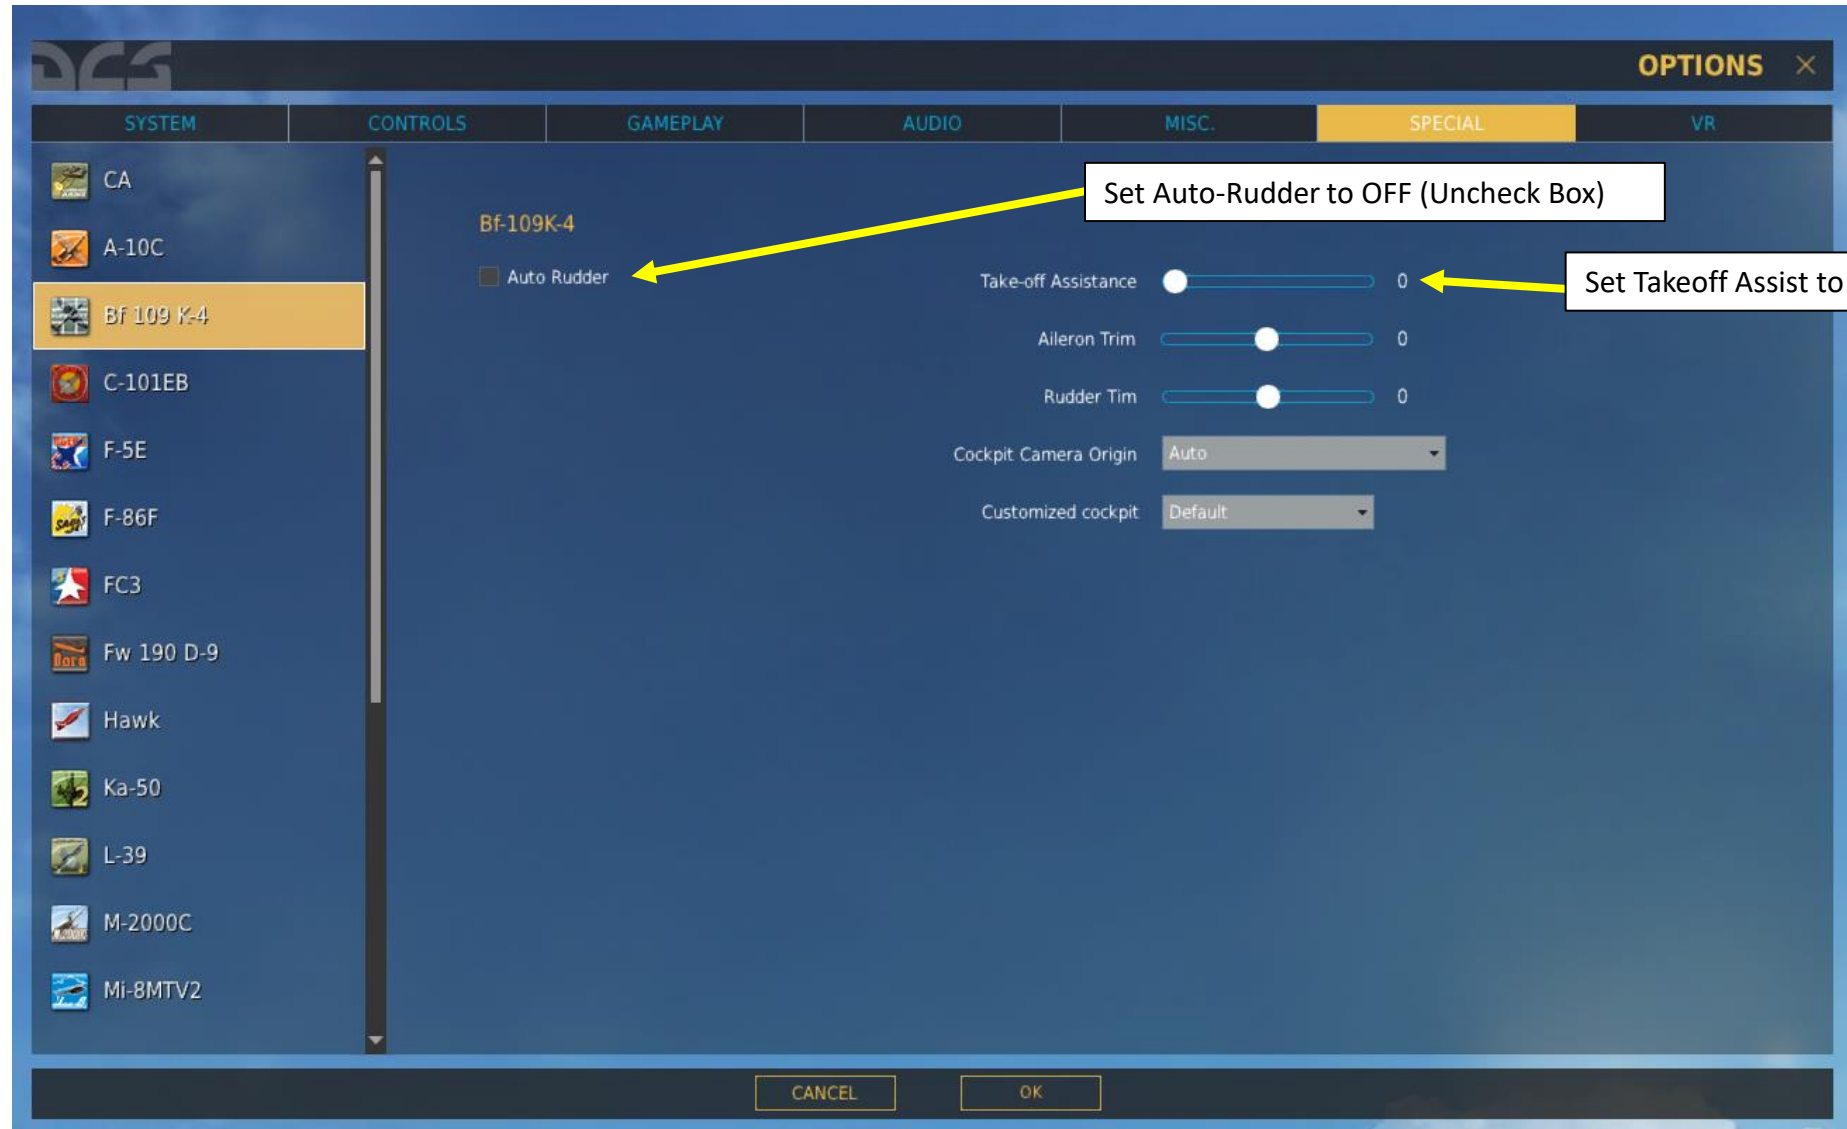 DCS
OPTIONS ×
SYSTEM CONTROLS GAMEPLAY AUDIO MISC. SPECIAL VR
CA
A-10C
Bf 109 K-4
C-101EB
F-5E
F-86F
FC3
Fw 190 D-9
Hawk
Ka-50
L-39
M-2000C
Mi-8MTV2
Bf-109K-4
Auto Rudder
Set Auto-Rudder to OFF (Uncheck Box)
Take-off Assistance 0
Set Takeoff Assist to
Aileron Trim 0
Rudder Tim 0
Cockpit Camera Origin Auto
Customized cockpit Default
CANCEL OK